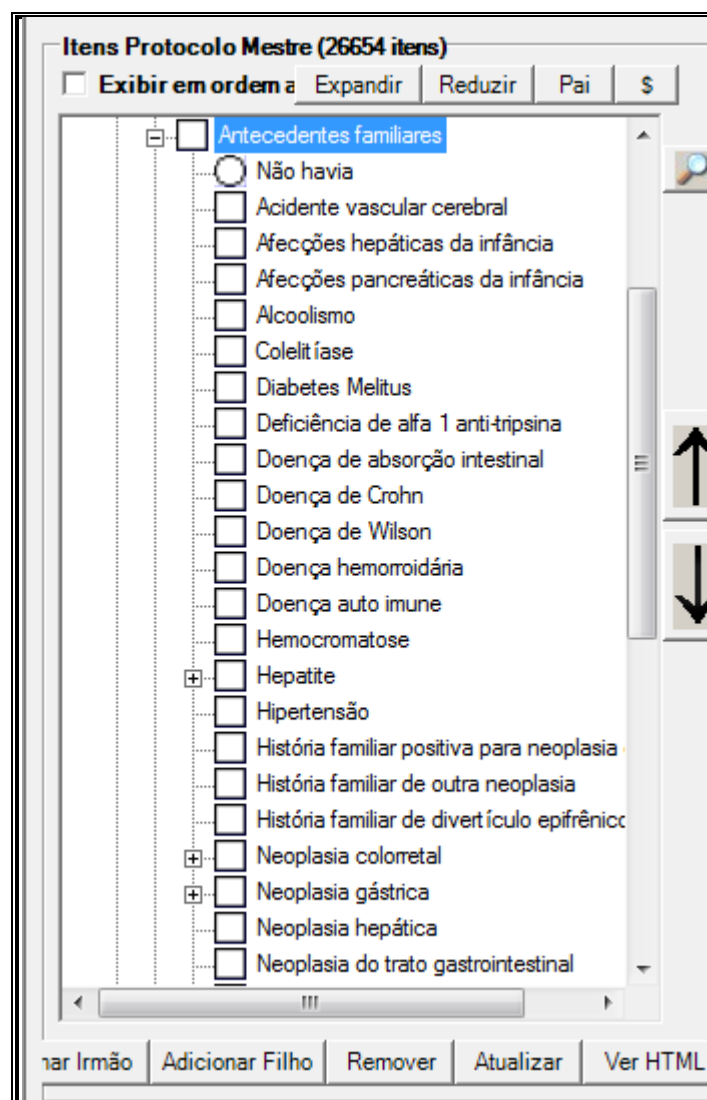 Itens Protocolo Mestre (26654 itens)
Exibir em ordem a Expandir Reduzir Pai $
Antecedentes familiares
Não havia
Acidente vascular cerebral
Afecções hepáticas da infância
Afecções pancreáticas da infância
Alcoolismo
Colelitíase
Diabetes Melitus
Deficiência de alfa 1 anti-tripsina
Doença de absorção intestinal
Doença de Crohn
Doença de Wilson
Doença hemorroidária
Doença auto imune
Hemocromatose
Hepatite
Hipertensão
História familiar positiva para neoplasia
História familiar de outra neoplasia
História familiar de divertículo epifrênico
Neoplasia colorretal
Neoplasia gástrica
Neoplasia hepática
Neoplasia do trato gastrointestinal
nar Irmão Adicionar Filho Remover Atualizar Ver HTML